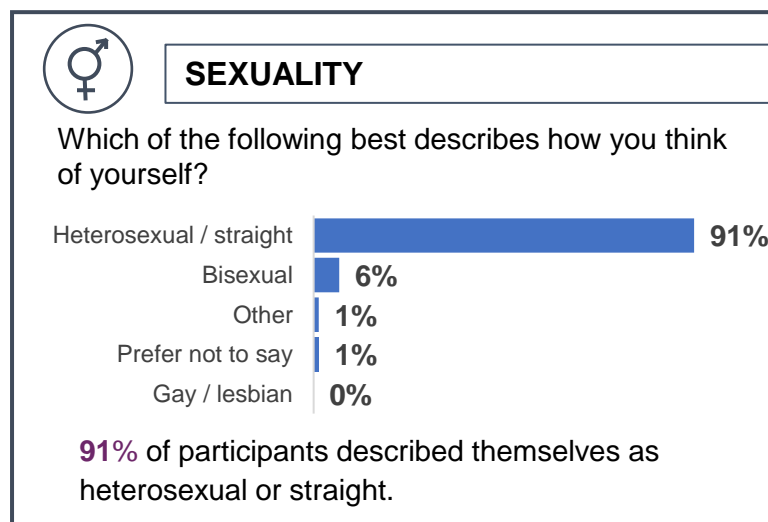 SEXUALITY
Which of the following best describes how you think
of yourself?
Heterosexual / straight 91%
Bisexual 6%
Other 1%
Prefer not to say 1%
Gay / lesbian 0%
91% of participants described themselves as
heterosexual or straight.